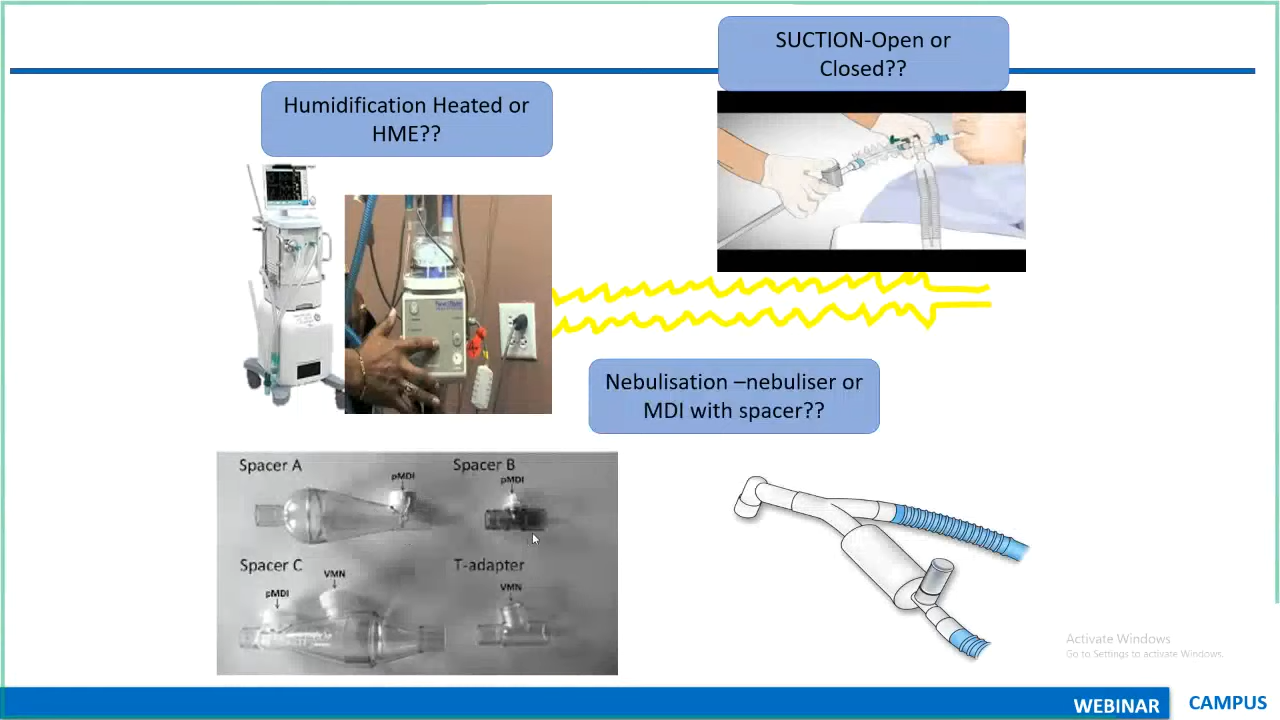 SUCTION-Open or
Closed??
Humidification Heated or
HME??
Nebulisation –nebuliser or
MDI with spacer??
Spacer A
pMDI
Spacer B
pMDI
Spacer C
VMN
pMDI
T-adapter
VMN
Activate Windows
Go to Settings to activate Windows.
WEBINAR
CAMPUS